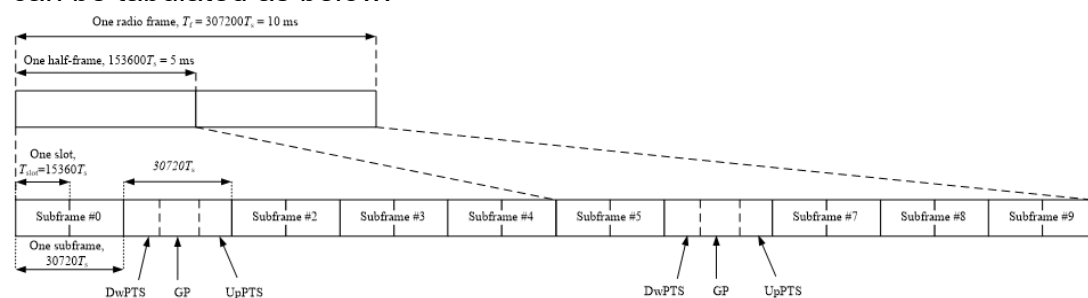 One radio frame, Tf = 307200Ts = 10 ms
One half-frame, 153600Ts = 5 ms
One slot,
Tslot=15360Ts
30720Ts
Subframe #0
Subframe #2
Subframe #3
Subframe #4
Subframe #5
Subframe #7
Subframe #8
Subframe #9
One subframe,
30720Ts
DwPTS
GP
UpPTS
DwPTS
GP
UpPTS